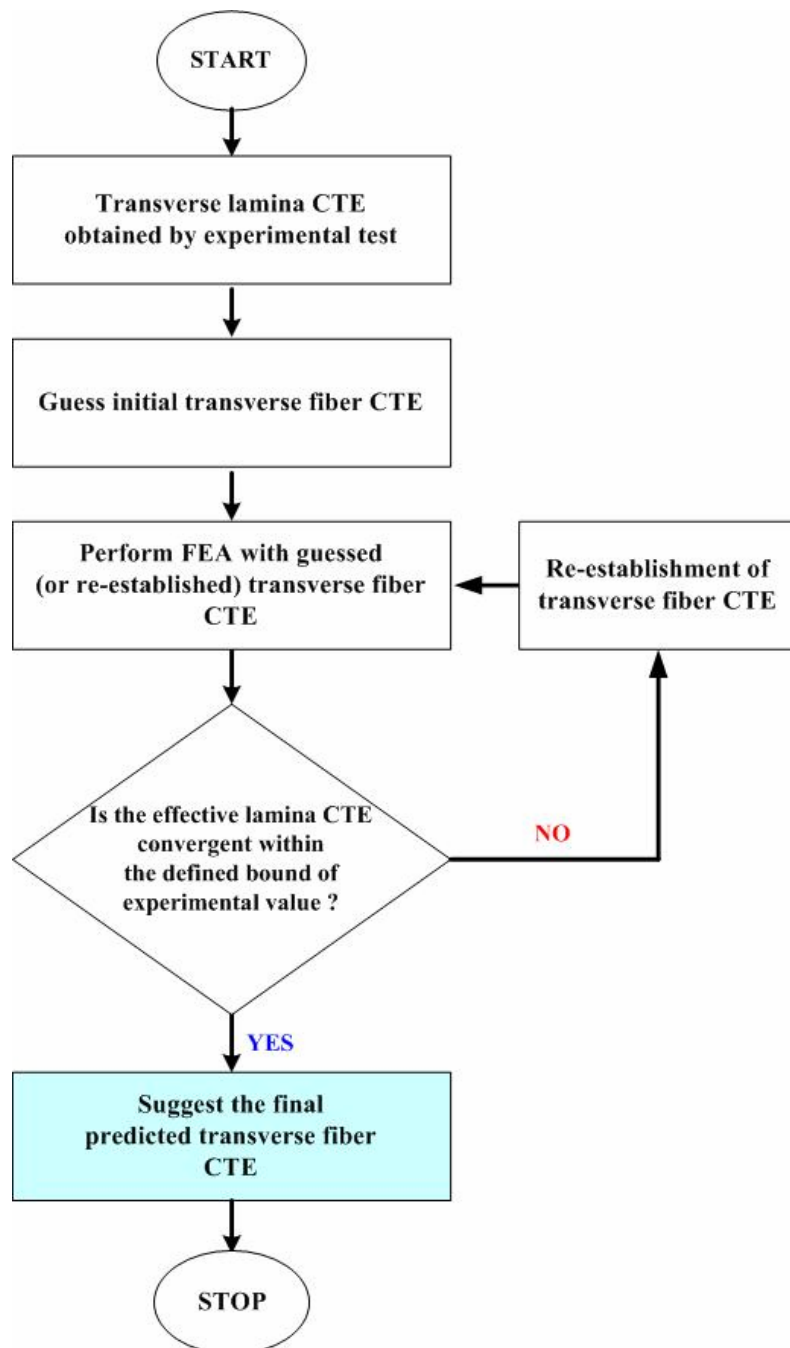 START
Transverse lamina CTE
obtained by experimental test
Guess initial transverse fiber CTE
Perform FEA with guessed
(or re-established) transverse fiber
CTE
Re-establishment of
transverse fiber CTE
Is the effective lamina CTE
convergent within
the defined bound of
experimental value ?
NO
YES
Suggest the final
predicted transverse fiber
CTE
STOP